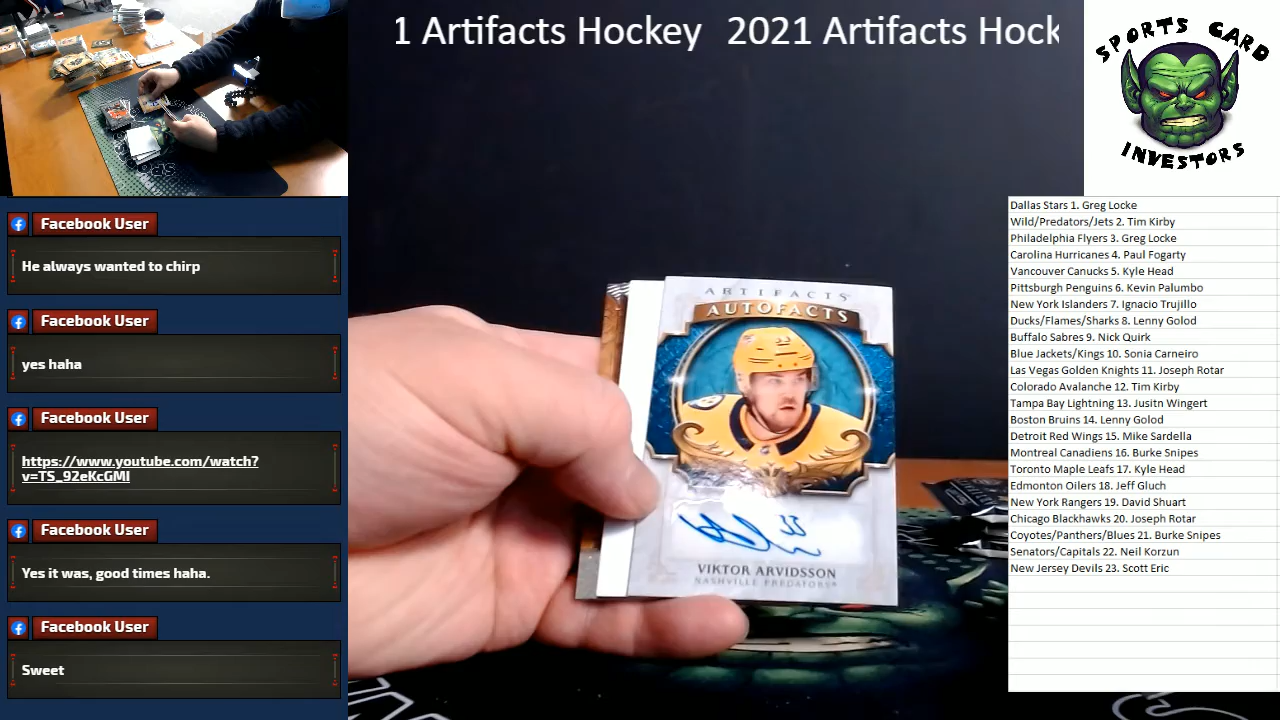 1 Artifacts Hockey 2021 Artifacts Hock
SPORTS CARD
INVESTORS
Facebook User
He always wanted to chirp
Facebook User
yes haha
Facebook User
https://www.youtube.com/watch?
v=TS_92eKcGMI
Facebook User
Yes it was, good times haha.
Facebook User
Sweet
ARTIFACTS
AUTOFACTS
33
VIKTOR ARVIDSSON
NASHVILLE PREDATORS
Dallas Stars 1. Greg Locke
Wild/Predators/Jets 2. Tim Kirby
Philadelphia Flyers 3. Greg Locke
Carolina Hurricanes 4. Paul Fogarty
Vancouver Canucks 5. Kyle Head
Pittsburgh Penguins 6. Kevin Palumbo
New York Islanders 7. Ignacio Trujillo
Ducks/Flames/Sharks 8. Lenny Golod
Buffalo Sabres 9. Nick Quirk
Blue Jackets/Kings 10. Sonia Carneiro
Las Vegas Golden Knights 11. Joseph Rotar
Colorado Avalanche 12. Tim Kirby
Tampa Bay Lightning 13. Jusitn Wingert
Boston Bruins 14. Lenny Golod
Detroit Red Wings 15. Mike Sardella
Montreal Canadiens 16. Burke Snipes
Toronto Maple Leafs 17. Kyle Head
Edmonton Oilers 18. Jeff Gluch
New York Rangers 19. David Shuart
Chicago Blackhawks 20. Joseph Rotar
Coyotes/Panthers/Blues 21. Burke Snipes
Senators/Capitals 22. Neil Korzun
New Jersey Devils 23. Scott Eric